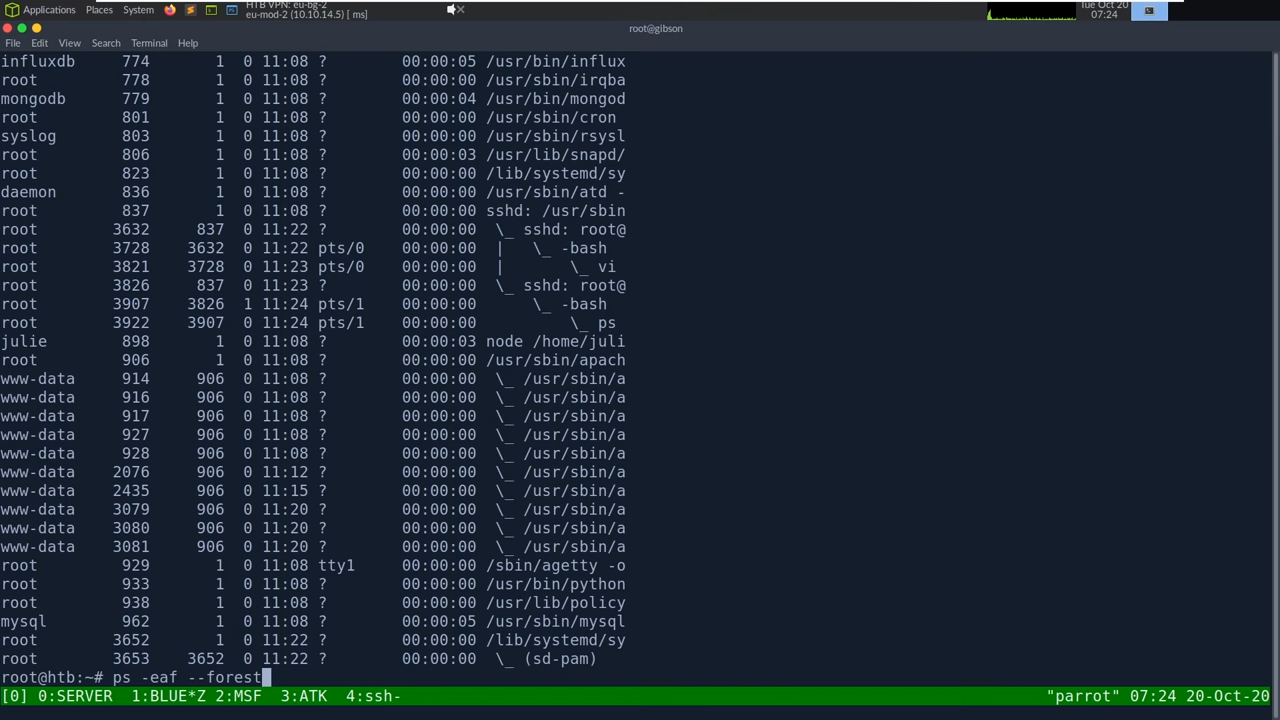 Applications Places System HTB VPN: eu-bg-2
eu-mod-2 (10.10.14.5) [ ms]
Tue Oct 20
07:24
root@gibson
File Edit View Search Terminal Help
influxdb 774 1 0 11:08 ? 00:00:05 /usr/bin/influx
root 778 1 0 11:08 ? 00:00:00 /usr/sbin/irqba
mongodb 779 1 0 11:08 ? 00:00:04 /usr/bin/mongod
root 801 1 0 11:08 ? 00:00:00 /usr/sbin/cron
syslog 803 1 0 11:08 ? 00:00:00 /usr/sbin/rsysl
root 806 1 0 11:08 ? 00:00:03 /usr/lib/snapd/
root 823 1 0 11:08 ? 00:00:00 /lib/systemd/sy
daemon 836 1 0 11:08 ? 00:00:00 /usr/sbin/atd -
root 837 1 0 11:08 ? 00:00:00 sshd: /usr/sbin
root 3632 837 0 11:22 ? 00:00:00 \_ sshd: root@
root 3728 3632 0 11:22 pts/0 00:00:00 | \_ -bash
root 3821 3728 0 11:23 pts/0 00:00:00 | \_ vi
root 3826 837 0 11:23 ? 00:00:00 \_ sshd: root@
root 3907 3826 1 11:24 pts/1 00:00:00 \_ -bash
root 3922 3907 0 11:24 pts/1 00:00:00 \_ ps
julie 898 1 0 11:08 ? 00:00:03 node /home/juli
root 906 1 0 11:08 ? 00:00:00 /usr/sbin/apach
www-data 914 906 0 11:08 ? 00:00:00 \_ /usr/sbin/a
www-data 916 906 0 11:08 ? 00:00:00 \_ /usr/sbin/a
www-data 917 906 0 11:08 ? 00:00:00 \_ /usr/sbin/a
www-data 927 906 0 11:08 ? 00:00:00 \_ /usr/sbin/a
www-data 928 906 0 11:08 ? 00:00:00 \_ /usr/sbin/a
www-data 2076 906 0 11:12 ? 00:00:00 \_ /usr/sbin/a
www-data 2435 906 0 11:15 ? 00:00:00 \_ /usr/sbin/a
www-data 3079 906 0 11:20 ? 00:00:00 \_ /usr/sbin/a
www-data 3080 906 0 11:20 ? 00:00:00 \_ /usr/sbin/a
www-data 3081 906 0 11:20 ? 00:00:00 \_ /usr/sbin/a
root 929 1 0 11:08 tty1 00:00:00 /sbin/agetty -o
root 933 1 0 11:08 ? 00:00:00 /usr/bin/python
root 938 1 0 11:08 ? 00:00:00 /usr/lib/policy
mysql 962 1 0 11:08 ? 00:00:05 /usr/sbin/mysql
root 3652 1 0 11:22 ? 00:00:00 /lib/systemd/sy
root 3653 3652 0 11:22 ? 00:00:00 \_ (sd-pam)
root@htb:~# ps -eaf --forest
[0] 0:SERVER 1:BLUE*Z 2:MSF 3:ATK 4:ssh- "parrot" 07:24 20-Oct-20